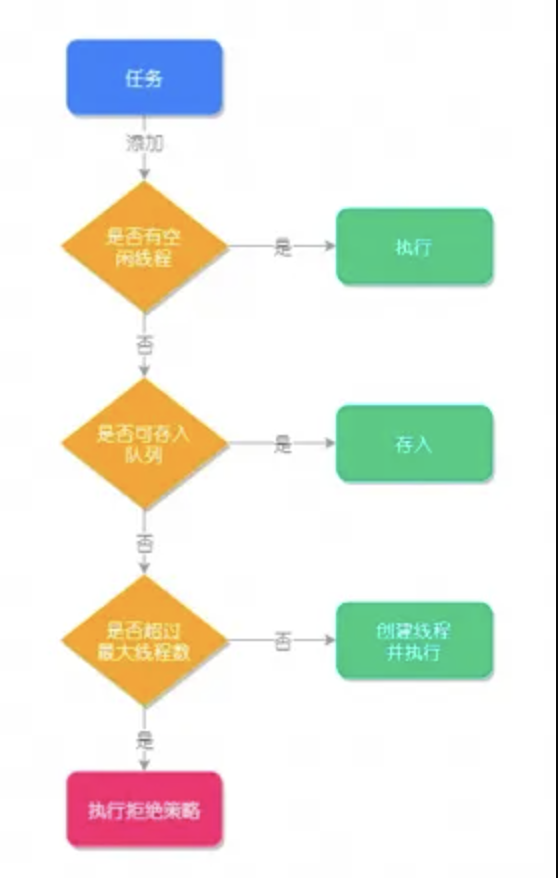 任务
添加
是否有空
闲线程
是
执行
否
是否可存入
队列
是
存入
否
是否超过
最大线程数
否
创建线程
并执行
是
执行拒绝策略